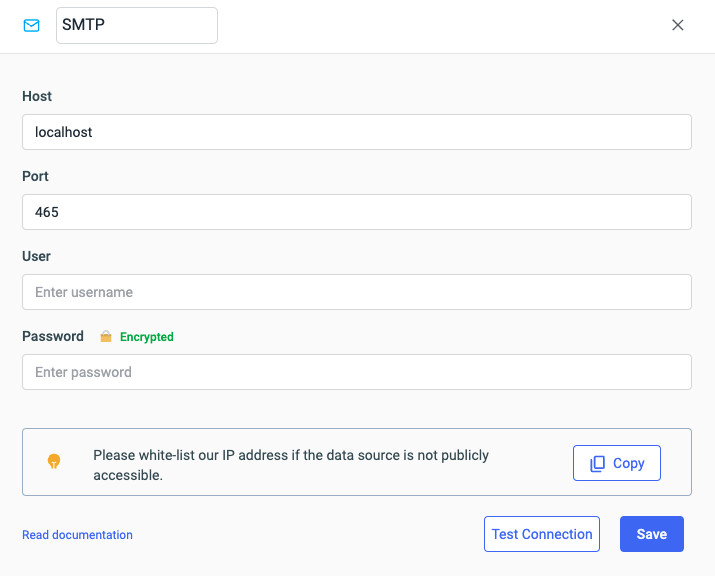 SMTP
Host
localhost
Port
465
User
Enter username
Password Encrypted
Enter password
Please white-list our IP address if the data source is not publicly
accessible.
Copy
Read documentation
Test Connection
Save